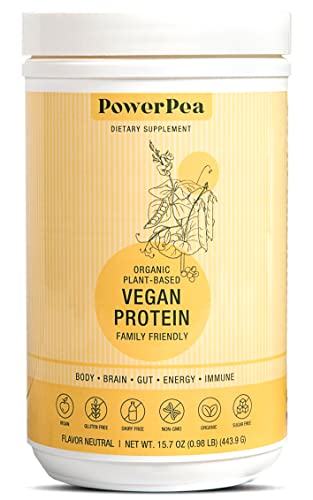 PowerPea
DIETARY SUPPLEMENT
ORGANIC
PLANT-BASED
VEGAN
PROTEIN
FAMILY FRIENDLY
BODY • BRAIN • GUT • ENERGY • IMMUNE
VEGAN GLUTEN FREE DAIRY FREE NON-GMO ORGANIC SUGAR FREE
FLAVOR NEUTRAL | NET WT. 15.7 OZ (0.98 LB) (443.9 G)